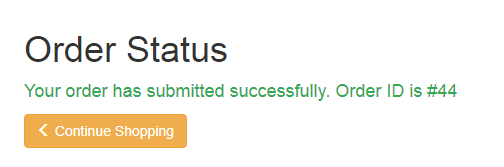 Order Status
Your order has submitted successfully. Order ID is #44
Continue Shopping